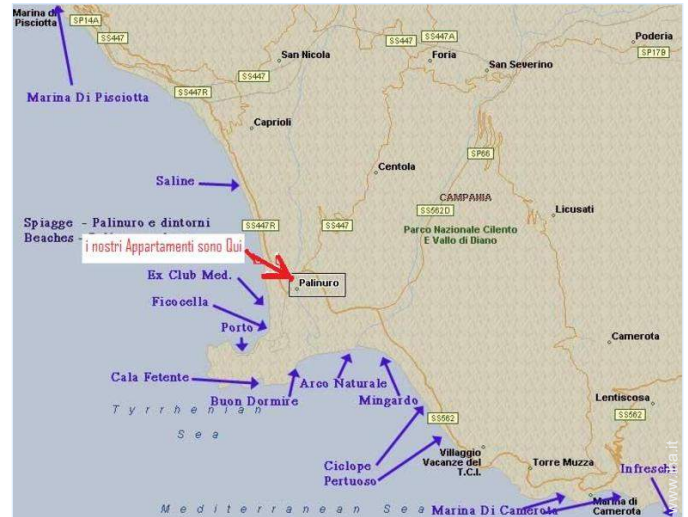 Marina di
Pisciotta
SP14A
SS447
SS447
SS447A
Poderia
SP17B
San Nicola
Foria
San Severino
SS447
SS447R
Marina Di Pisciotta
Caprioli
SP66
Centola
Saline
CAMPANIA
SS562D
Licusati
Spiagge - Palinuro e dintorni
SS447R
SS447
Parco Nazionale Cilento
E Vallo di Diano
Beaches -
i nostri Appartamenti sono Qui
Ex Club Med.
Palinuro
Ficocella
Porto
Camerota
Cala Fetente
Arco Naturale
Buon Dormire
Mingardo
Lentiscosa
Tyrrhenian
Sea
SS562
SS562
Villaggio
Vacanze del
T.C.I.
Ciclope
Pertuoso
Torre Muzza
Infreschi
Mediterranean Sea
Marina Di Camerota
Marina di
Camerota